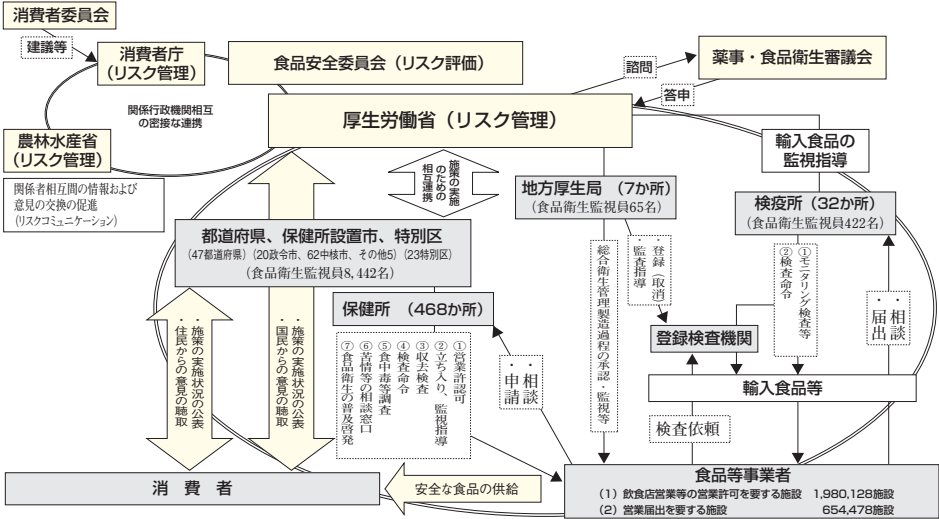 消費者委員会
建議等
消費者庁
(リスク管理)
食品安全委員会(リスク評価)
諮問
薬事・食品衛生審議会
答申
関係行政機関相互
の密接な連携
厚生労働省(リスク管理)
農林水産省
(リスク管理)
輸入食品の
監視指導
関係者相互間の情報および
意見の交換の促進
(リスクコミュニケーション)
施策の実施
のための
相互連携
地方厚生局 (7か所)
(食品衛生監視員65名)
検疫所(32か所)
(食品衛生監視員422名)
都道府県、保健所設置市、特別区
(47都道府県)(20政令市、62中核市、その他5)(23特別区)
(食品衛生監視員8,442名)
保健所 (468か所)
・施策の実施状況の公表
・住民からの意見の聴取
・施策の実施状況の公表
・国民からの意見の聴取
①営業許認可
②立ち入り、監視指導
③収去検査
④検査命令
⑤食中毒等調査
⑥苦情等の相談窓口
⑦食品衛生の普及啓発
・相談
・申請
総合衛生管理製造過程の承認・監視等
・登録(取消)
・監査指導
①モニタリング検査等
②検査命令
・相談
・届出
登録検査機関
輸入食品等
検査依頼
消費者
安全な食品の供給
食品等事業者
(1)飲食店営業等の営業許可を要する施設 1,980,128施設
(2)営業届出を要する施設 654,478施設